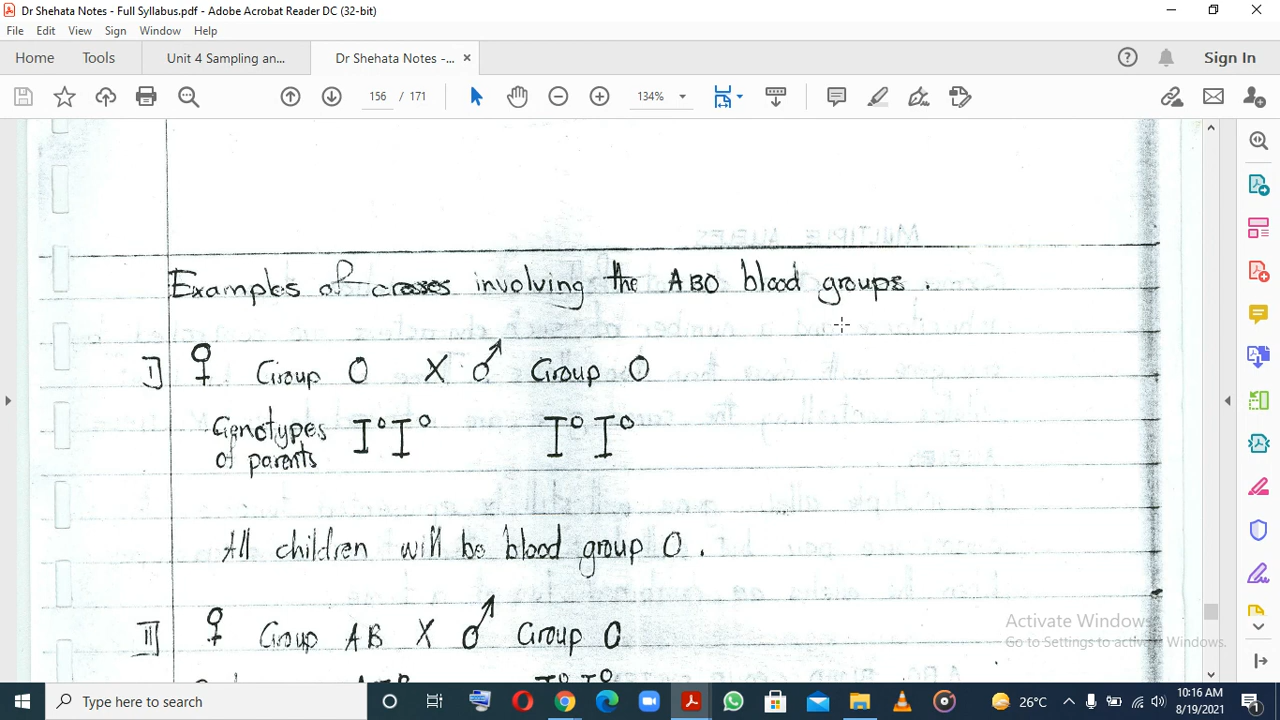 Dr Shehata Notes - Full Syllabus.pdf - Adobe Acrobat Reader DC (32-bit)
File Edit View Sign Window Help
Home Tools Unit 4 Sampling an... Dr Shehata Notes -... × Sign In
156 / 171 134%
Examples of crosses involving the ABO blood groups.
I] ♀ Group O X ♂ Group O
Genotypes I° I° I° I°
of parents
All children will be blood group O.
II] ♀ Group AB X ♂ Group O
I° I°
Activate Windows
Go to Settings to activate Windows.
Type here to search
26°C
:16 AM
8/19/2021
1